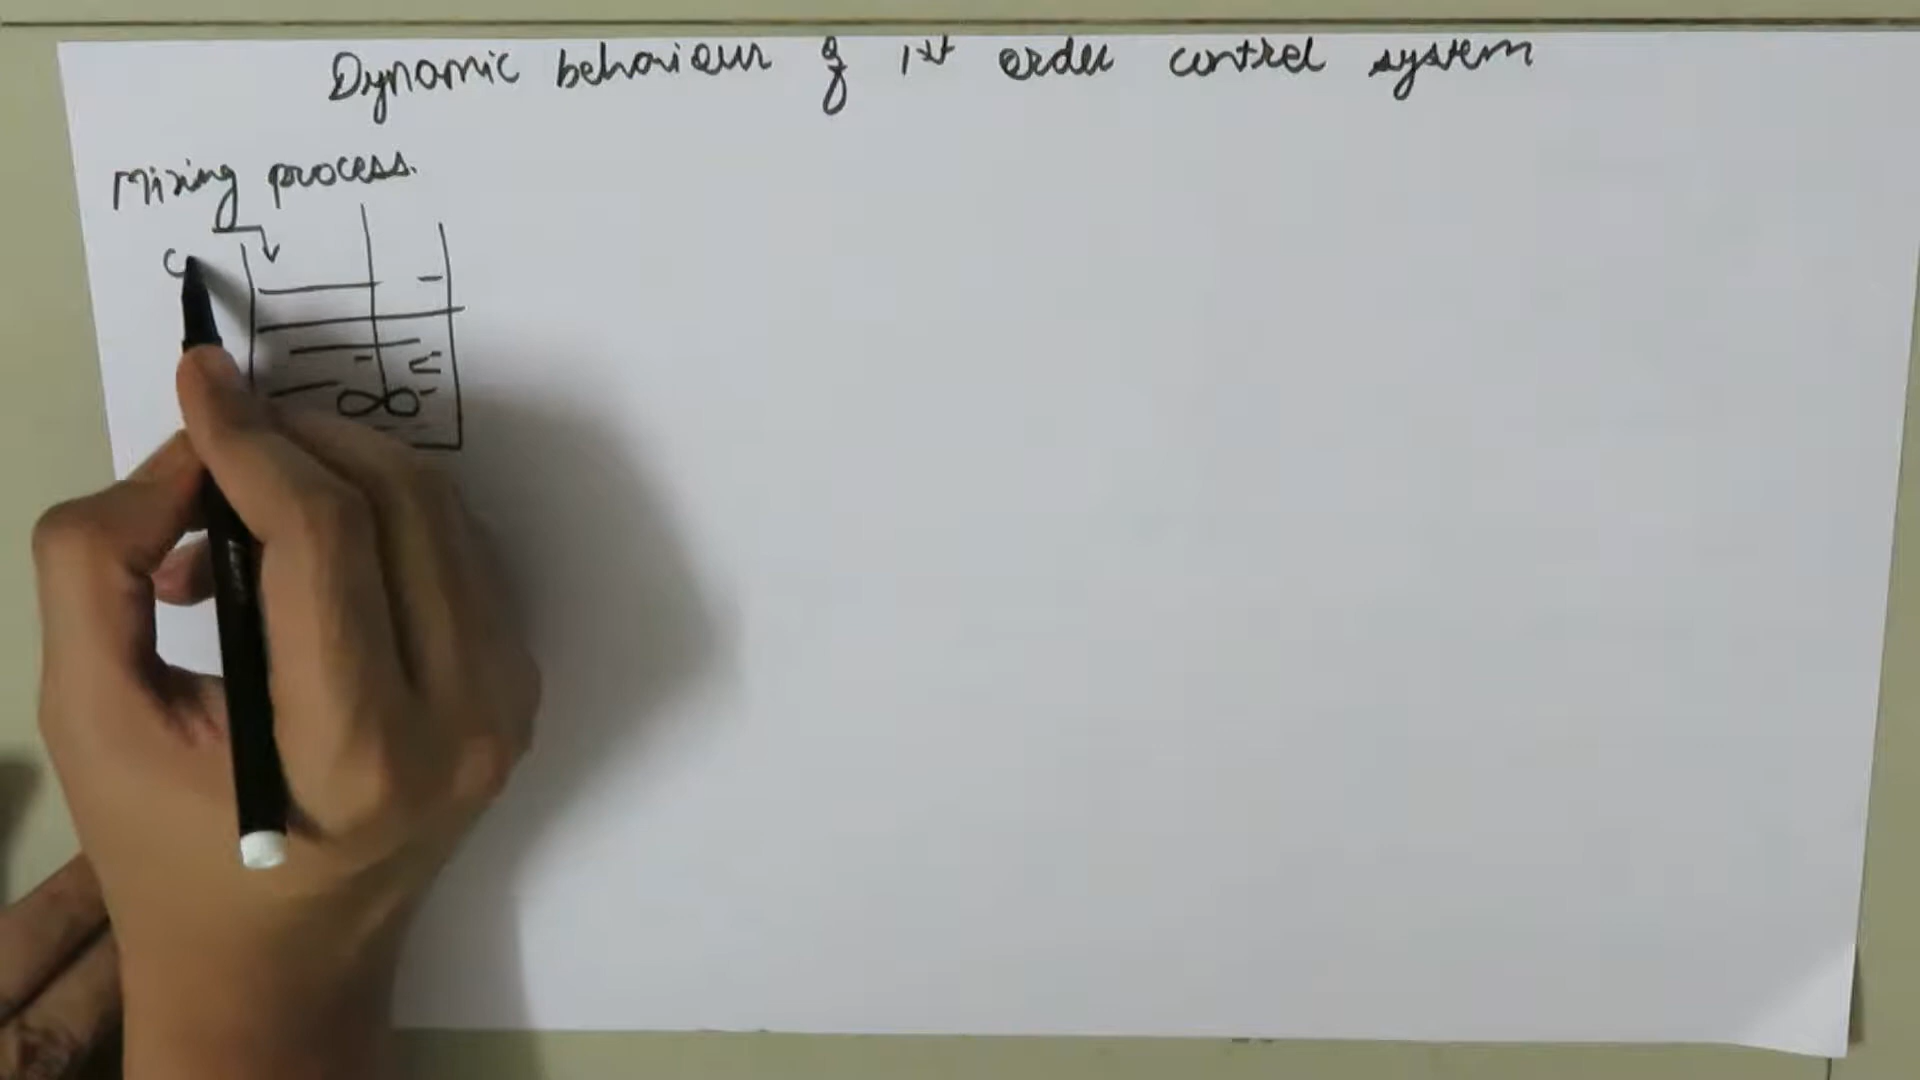 Dynamic behaviour of 1st order control system
Mixing process.
C